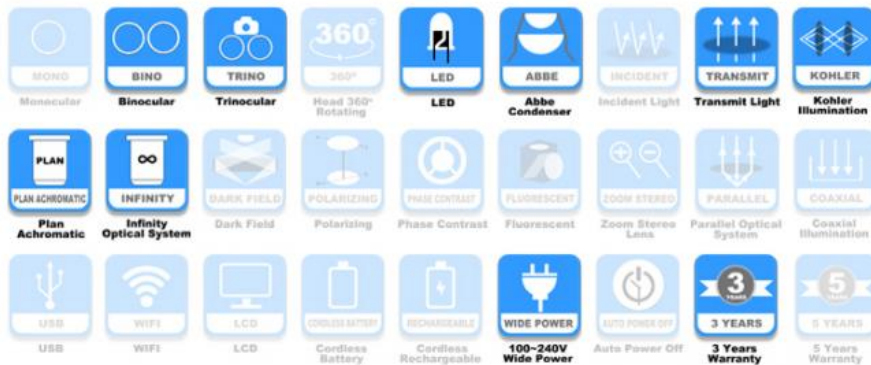 MONO BINO TRINO 360° LED ABBE INCIDENT TRANSMIT KOHLER
Monocular Binocular Trinocular Head 360° LED Abbe Incident Light Transmit Light Kohler
Rotating Condenser Illumination
PLAN ∞
PLAN ACHROMATIC INFINITY DARK FIELD POLARIZING PHASE CONTRAST FLUORESCENT ZOOM STEREO PARALLEL COAXIAL
Plan Infinity Dark Field Polarizing Phase Contrast Fluorescent Zoom Stereo Parallel Optical Coaxial
Achromatic Optical System Lens System Illumination
3 YEARS 5 YEARS
USB WIFI LCD CORDLESS BATTERY RECHARGEABLE WIDE POWER AUTO POWER OFF 3 YEARS 5 YEARS
USB WIFI LCD Cordless Cordless 100~240V Auto Power Off 3 Years 5 Years
Battery Rechargeable Wide Power Warranty Warranty